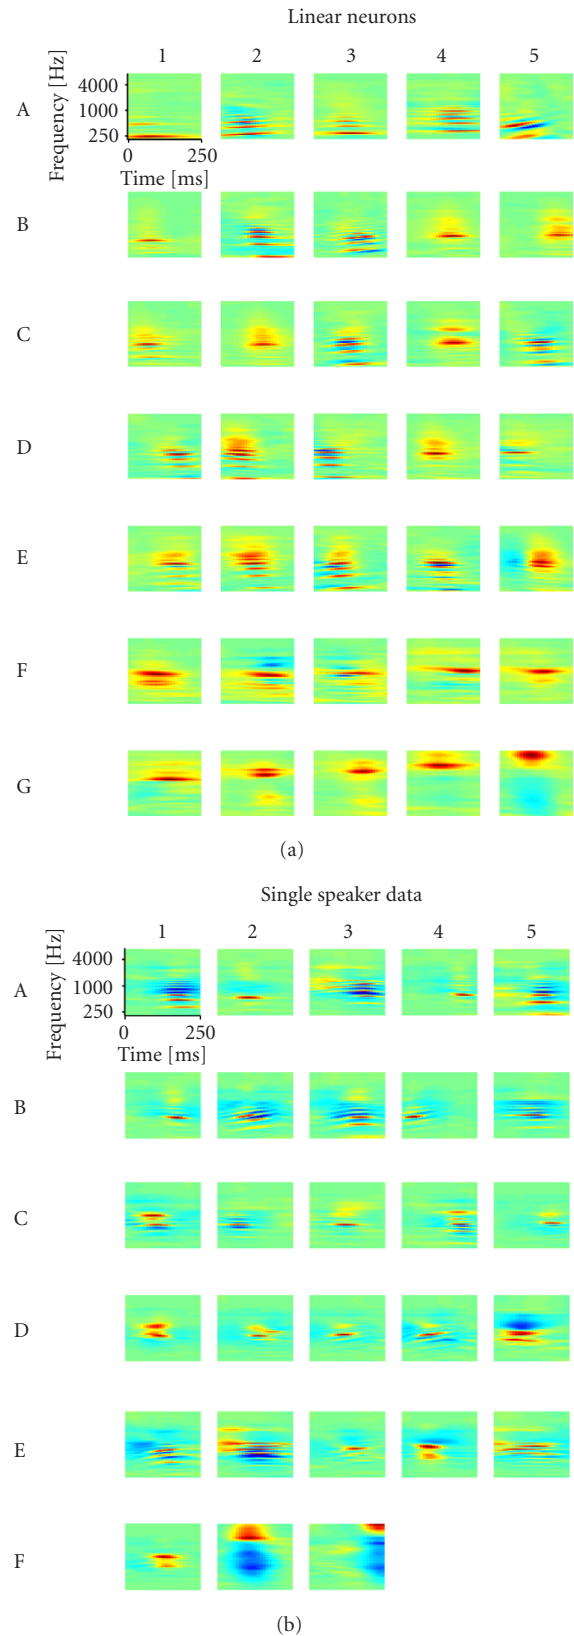 Linear neurons
1 2 3 4 5
A
Frequency [Hz]
4000
1000
250
0 250
Time [ms]
B
C
D
E
F
G
(a)
Single speaker data
1 2 3 4 5
A
Frequency [Hz]
4000
1000
250
0 250
Time [ms]
B
C
D
E
F
(b)